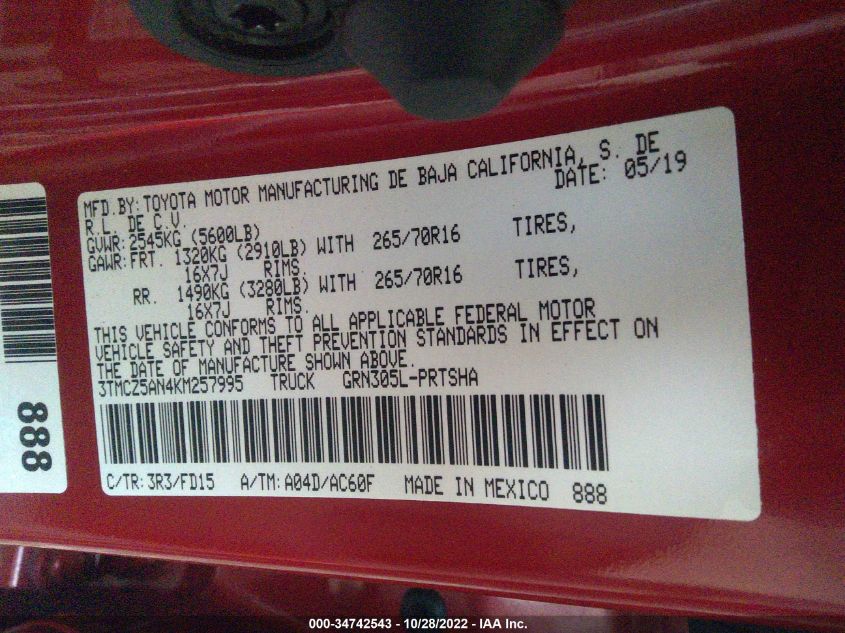 MFD.BY: TOYOTA MOTOR MANUFACTURING DE BAJA CALIFORNIA, S. DE
R.L. DE C.V. DATE: 05/19
GVWR: 2545KG (5600LB)
GAWR: FRT. 1320KG (2910LB) WITH 265/70R16 TIRES,
16X7J RIMS.
RR. 1490KG (3280LB) WITH 265/70R16 TIRES,
16X7J RIMS.
THIS VEHICLE CONFORMS TO ALL APPLICABLE FEDERAL MOTOR
VEHICLE SAFETY AND THEFT PREVENTION STANDARDS IN EFFECT ON
THE DATE OF MANUFACTURE SHOWN ABOVE.
3TMCZ5AN4KM257995 TRUCK GRN305L-PRTSHA
C/TR: 3R3/FD15 A/TM: A04D/AC60F MADE IN MEXICO 888
888
000-34742543 - 10/28/2022 - IAA Inc.